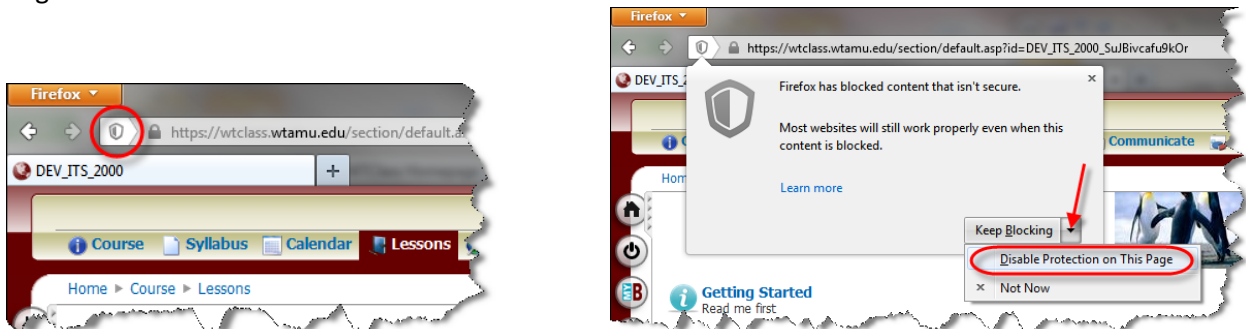 Firefox
https://wtclass.wtamu.edu/section/default.a
DEV_ITS_2000
+
Course Syllabus Calendar Lessons
Home ► Course ► Lessons
Firefox
https://wtclass.wtamu.edu/section/default.asp?id=DEV_ITS_2000_SuJBivcafu9kOr
DEV_ITS_2
Firefox has blocked content that isn't secure.
×
Most websites will still work properly even when this
content is blocked.
Communicate
Hom
Learn more
Keep Blocking
Disable Protection on This Page
× Not Now
B
Getting Started
Read me first